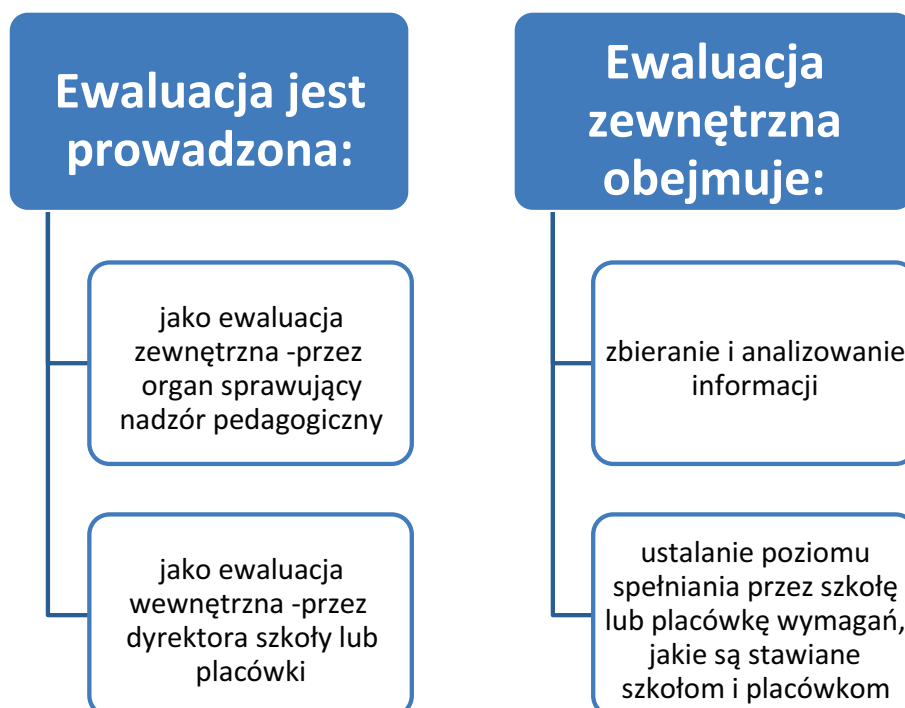 Ewaluacja jest
prowadzona:
jako ewaluacja
zewnętrzna -przez
organ sprawujący
nadzór pedagogiczny
jako ewaluacja
wewnętrzna -przez
dyrektora szkoły lub
placówki
Ewaluacja
zewnętrzna
obejmuje:
zbieranie i analizowanie
informacji
ustalanie poziomu
spełniania przez szkołę
lub placówkę wymagań,
jakie są stawiane
szkołom i placówkom